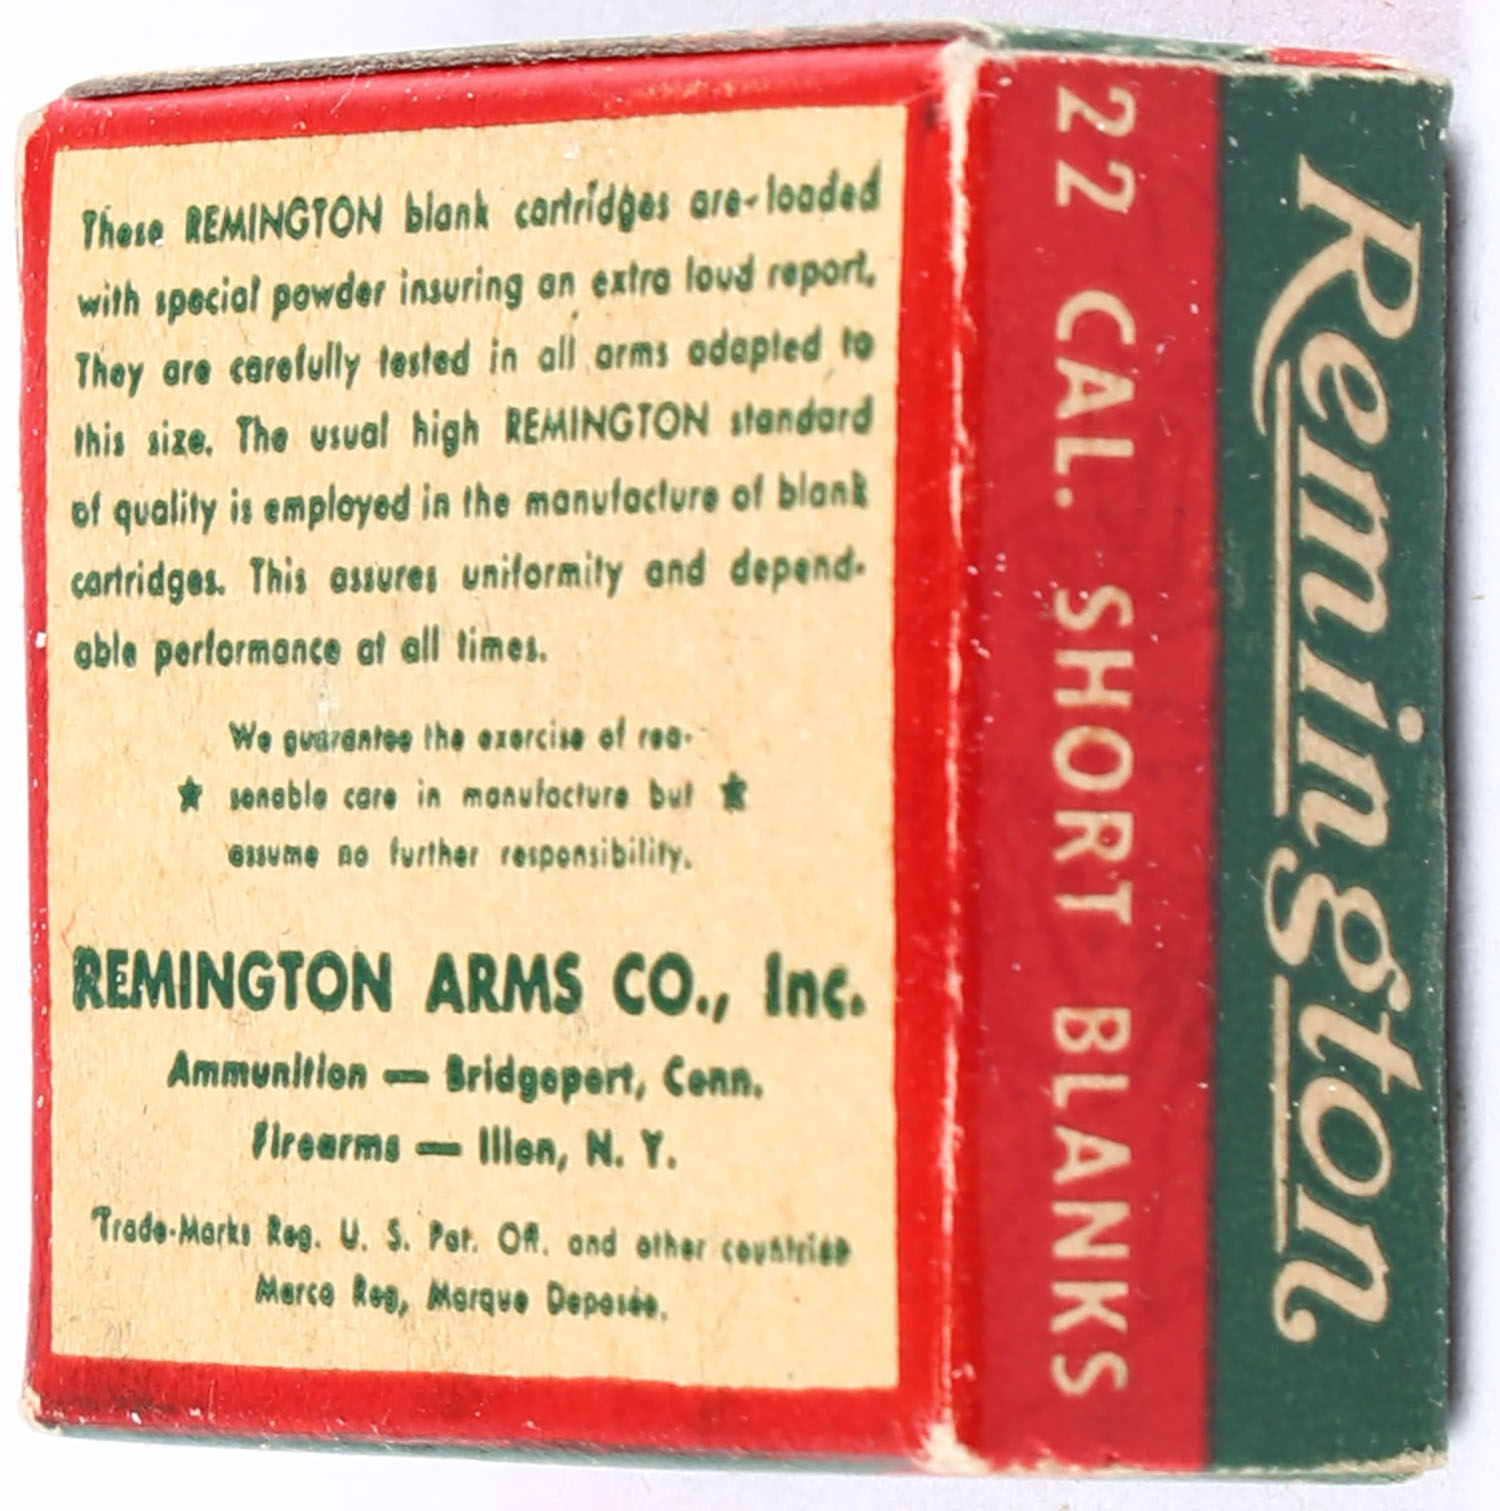 These REMINGTON blank cartridges are loaded
with special powder insuring an extra loud report.
They are carefully tested in all arms adapted to
this size. The usual high REMINGTON standard
of quality is employed in the manufacture of blank
cartridges. This assures uniformity and depend-
able performance at all times.
We guarantee the exercise of rea-
★ sonable care in manufacture but ★
assume no further responsibility.
REMINGTON ARMS CO., Inc.
Ammunition — Bridgeport, Conn.
Firearms — Ilion, N. Y.
Trade-Marks Reg. U. S. Pat. Off. and other countries
Marca Reg, Marque Deposée.
22 CAL. SHORT BLANKS
Remington